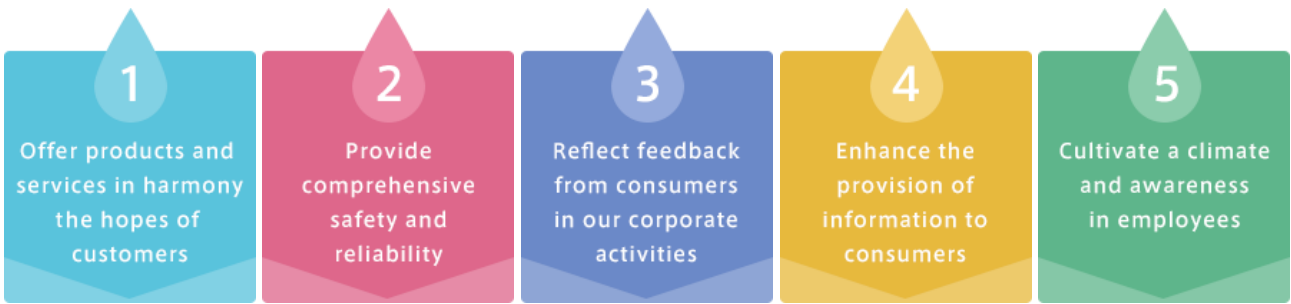 1
Offer products and
services in harmony
the hopes of
customers
2
Provide
comprehensive
safety and
reliability
3
Reflect feedback
from consumers
in our corporate
activities
4
Enhance the
provision of
information to
consumers
5
Cultivate a climate
and awareness
in employees